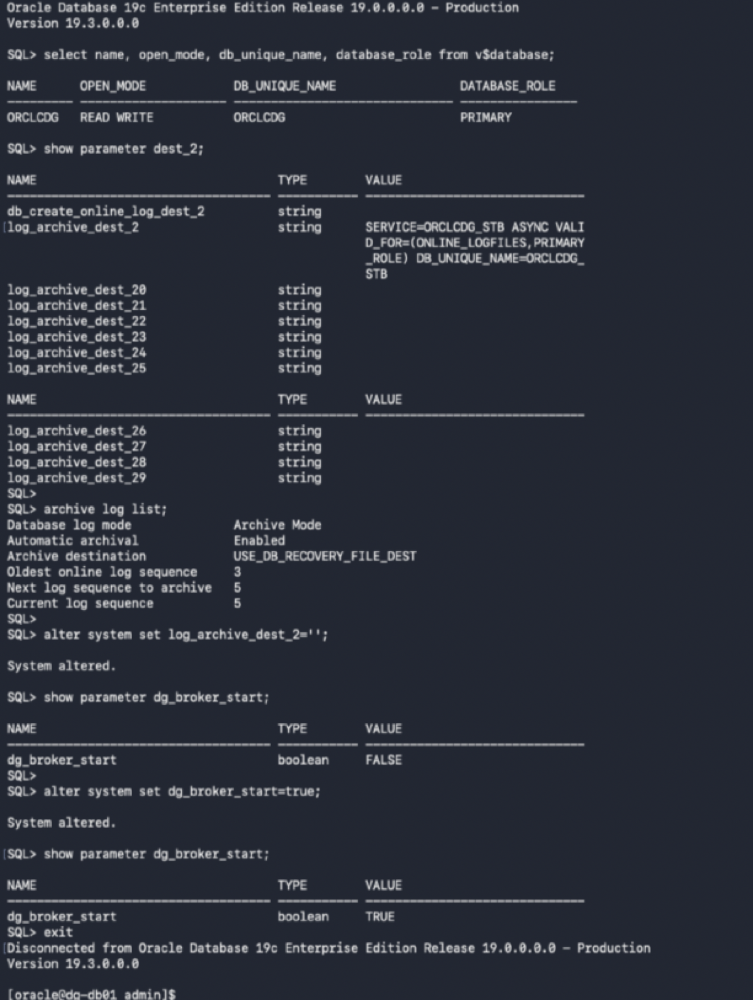 Oracle Database 19c Enterprise Edition Release 19.0.0.0.0 - Production
Version 19.3.0.0.0
SQL> select name, open_mode, db_unique_name, database_role from v$database;
NAME      OPEN_MODE            DB_UNIQUE_NAME                 DATABASE_ROLE
--------- -------------------- ------------------------------ ----------------
ORCLCDG   READ WRITE           ORCLCDG                        PRIMARY
SQL> show parameter dest_2;
NAME                                 TYPE        VALUE
------------------------------------ ----------- ------------------------------
db_create_online_log_dest_2          string
[log_archive_dest_2                   string      SERVICE=ORCLCDG_STB ASYNC VALI
D_FOR=(ONLINE_LOGFILES,PRIMARY
_ROLE) DB_UNIQUE_NAME=ORCLCDG_
STB
log_archive_dest_20                  string
log_archive_dest_21                  string
log_archive_dest_22                  string
log_archive_dest_23                  string
log_archive_dest_24                  string
log_archive_dest_25                  string
NAME                                 TYPE        VALUE
------------------------------------ ----------- ------------------------------
log_archive_dest_26                  string
log_archive_dest_27                  string
log_archive_dest_28                  string
log_archive_dest_29                  string
SQL>
SQL> archive log list;
Database log mode              Archive Mode
Automatic archival             Enabled
Archive destination            USE_DB_RECOVERY_FILE_DEST
Oldest online log sequence     3
Next log sequence to archive   5
Current log sequence           5
SQL>
SQL> alter system set log_archive_dest_2='';
System altered.
SQL> show parameter dg_broker_start;
NAME                                 TYPE        VALUE
------------------------------------ ----------- ------------------------------
dg_broker_start                      boolean     FALSE
SQL>
SQL> alter system set dg_broker_start=true;
System altered.
[SQL> show parameter dg_broker_start;
NAME                                 TYPE        VALUE
------------------------------------ ----------- ------------------------------
dg_broker_start                      boolean     TRUE
SQL> exit
[Disconnected from Oracle Database 19c Enterprise Edition Release 19.0.0.0.0 - Production
Version 19.3.0.0.0
[oracle@dg-db01 admin]$